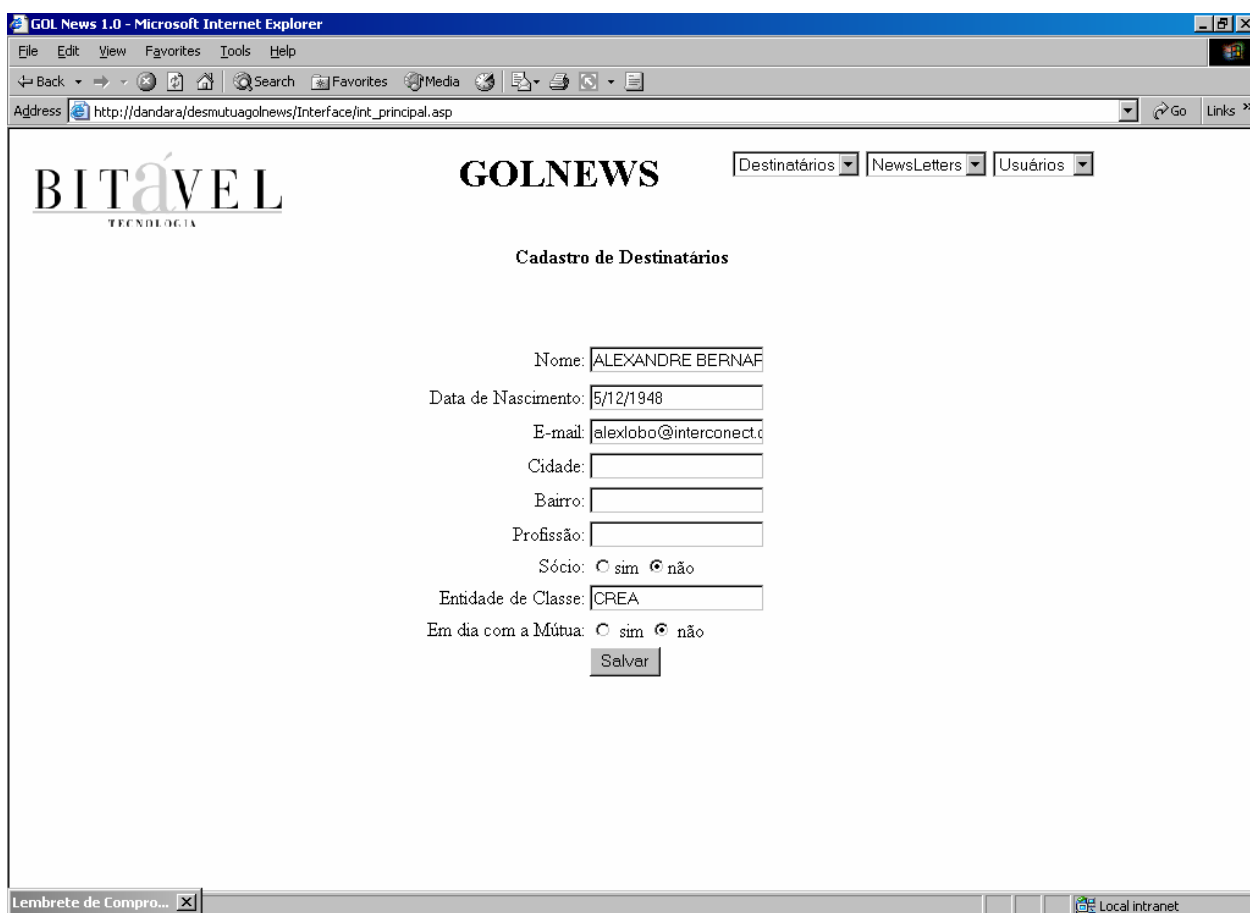 GOL News 1.0 - Microsoft Internet Explorer
File Edit View Favorites Tools Help
Back Search Favorites Media
Address http://dandara/desmutuagolnews/Interface/int_principal.asp Go Links »
BITáVEL
TECNOLOGIA
GOLNEWS
Destinatários NewsLetters Usuários
Cadastro de Destinatários
Nome: ALEXANDRE
Data de Nascimento: 5/12/1948
E-mail: alexlobo@interconect.
Cidade:
Bairro:
Profissão:
Sócio: sim não
Entidade de Classe: CREA
Em dia com a Mútua: sim não
Salvar
Lembrete de Compro... Local intranet